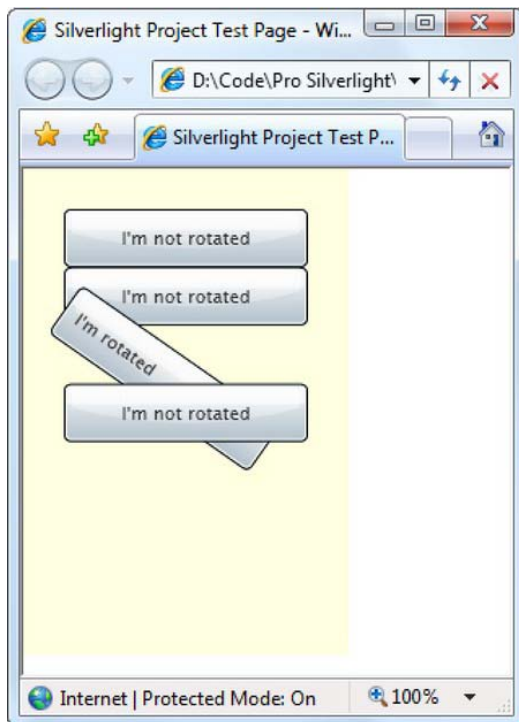 Silverlight Project Test Page - Wi...
D:\Code\Pro Silverlight\
Silverlight Project Test P...
I'm not rotated
I'm not rotated
I'm rotated
I'm not rotated
Internet | Protected Mode: On
100%